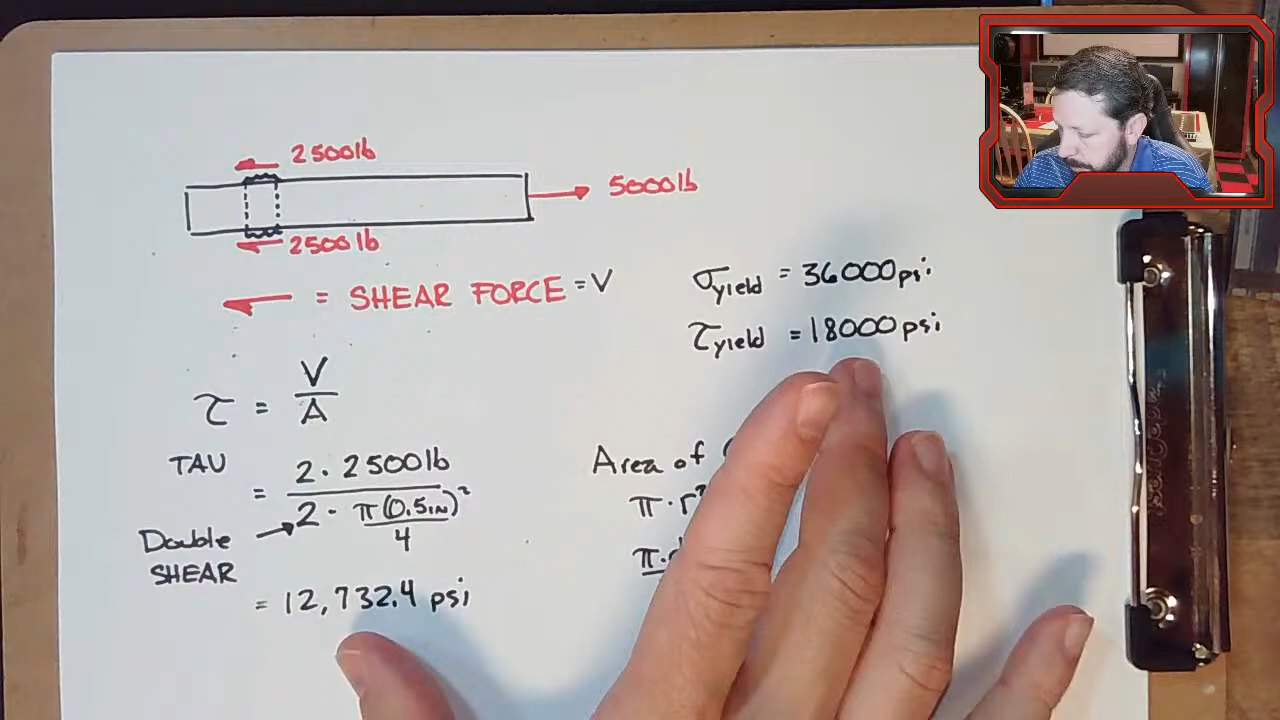 2500lb
5000lb
2500lb
= SHEAR FORCE = V
σyield = 36000psi
τyield = 18000psi
τ = V/A
TAU
= 2 · 2500lb / 2 · π(0.5IN)²/4
Double SHEAR
= 12,732.4 psi
Area of
π · r²
π ·